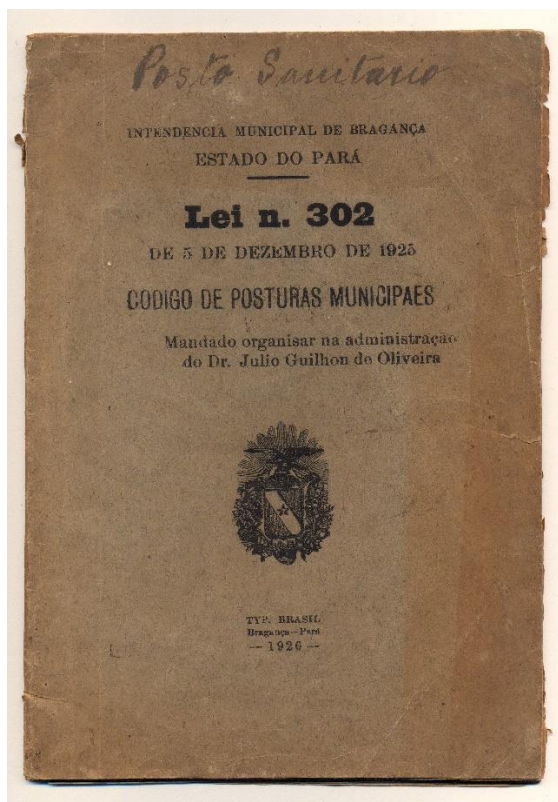 Posto Sanitario
INTENDENCIA MUNICIPAL DE BRAGANÇA
ESTADO DO PARÁ
Lei n. 302
DE 5 DE DEZEMBRO DE 1925
CODIGO DE POSTURAS MUNICIPAES
Mandado organisar na administração
do Dr. Julio Guilhon de Oliveira
TYP. BRASIL
Bragança—Pará
— 1926 —